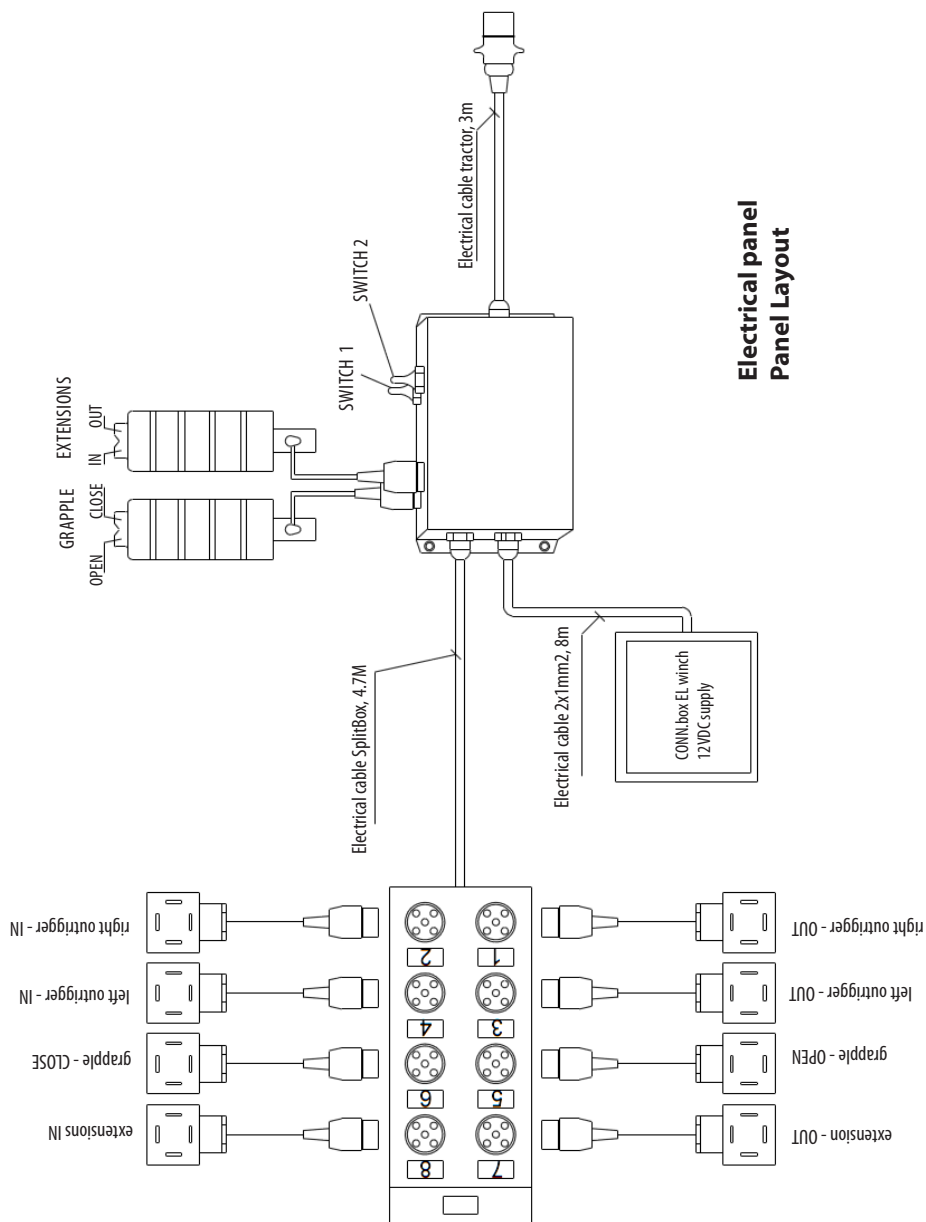 Electrical panel
Panel Layout
EXTENSIONS
IN
OUT
GRAPPLE
OPEN
CLOSE
SWITCH 1
SWITCH 2
Electrical cable tractor, 3m
Electrical cable SplitBox, 4.7M
Electrical cable 2x1mm2, 8m
CONN.box EL winch
12VDC supply
right outrigger - IN
left outrigger - IN
grapple - CLOSE
extensions IN
2
1
4
3
6
5
8
7
right outrigger - OUT
left outrigger - OUT
grapple - OPEN
extension - OUT